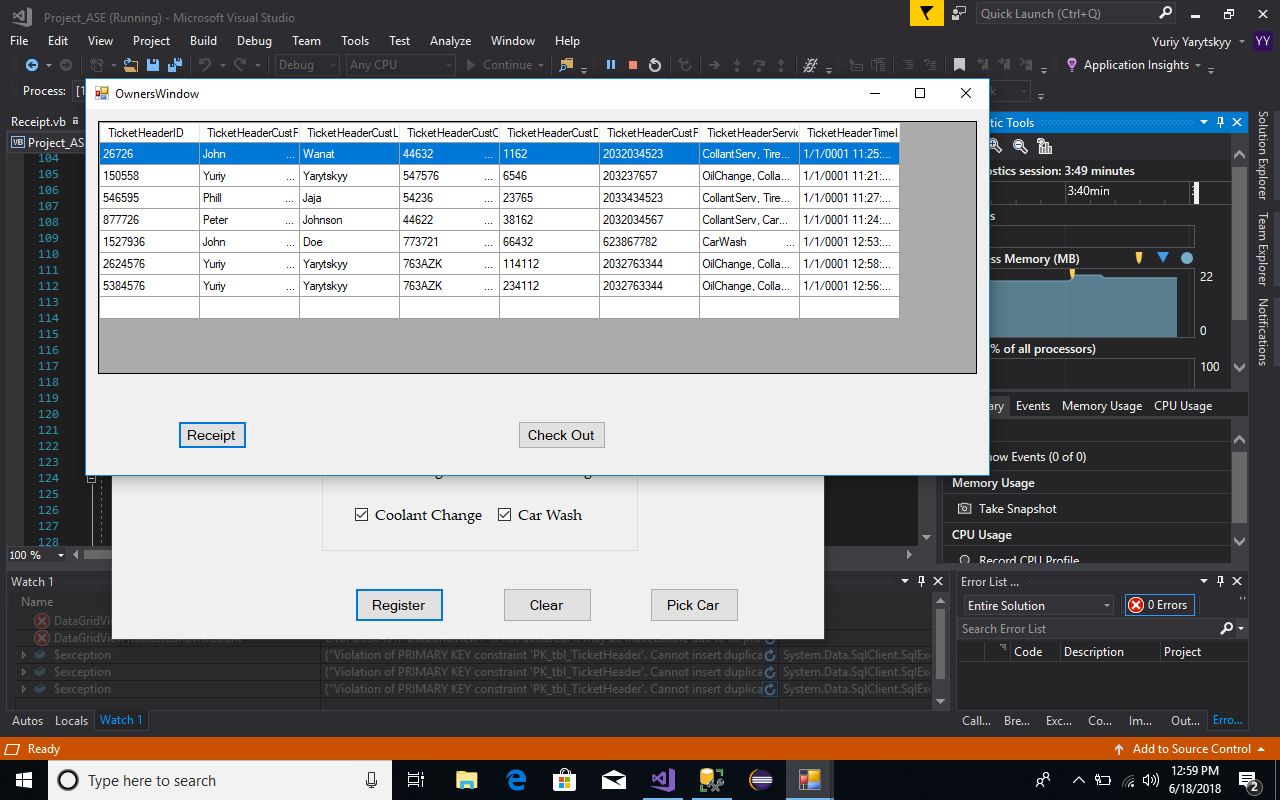 Project_ASE (Running) - Microsoft Visual Studio
Quick Launch (Ctrl+Q)
File Edit View Project Build Debug Team Tools Test Analyze Window Help
Yuriy Yarytskyy YY
Debug Any CPU Continue Application Insights
Process: [1
OwnersWindow
Receipt.vb
tic Tools
Project_AS
TicketHeaderID TicketHeaderCustF TicketHeaderCustL TicketHeaderCustC TicketHeaderCustD TicketHeaderCustF TicketHeaderServic TicketHeaderTimeI
26726 John ... Wanat 44632 ... 1162 2032034523 CollantServ, Tire... 1/1/0001 11:25:...
150558 Yuriy ... Yarytskyy 547576 ... 6546 203237657 OilChange, Colla... 1/1/0001 11:21:...
546595 Phill ... Jaja 54236 ... 23765 2033434523 CollantServ, Tire... 1/1/0001 11:27:...
877726 Peter ... Johnson 44622 ... 38162 2032034567 CollantServ, Car... 1/1/0001 11:24:...
1527936 John ... Doe 773721 ... 66432 623867782 CarWash ... 1/1/0001 12:53:...
2624576 Yuriy ... Yarytskyy 763AZK ... 114112 2032763344 OilChange, Colla... 1/1/0001 12:58:...
5384576 Yuriy ... Yarytskyy 763AZK ... 234112 2032763344 OilChange, Colla... 1/1/0001 12:56:...
Receipt Check Out
104
105
106
107
108
109
110
111
112
113
114
115
116
117
118
119
120
121
122
123
124
125
126
127
128
100 %
ostics session: 3:49 minutes
3:40min
s
ess Memory (MB)
22
0
% of all processors)
100
ary Events Memory Usage CPU Usage
how Events (0 of 0)
Memory Usage
Take Snapshot
CPU Usage
Record CPU Profile
Solution Explorer
Team Explorer
Notifications
Coolant Change Car Wash
Register Clear Pick Car
Watch 1
Name
DataGridVie
$exception {"Violation of PRIMARY KEY constraint 'PK_tbl_TicketHeader'. Cannot insert duplica System.Data.SqlClient.SqlExc
$exception {"Violation of PRIMARY KEY constraint 'PK_tbl_TicketHeader'. Cannot insert duplica System.Data.SqlClient.SqlExc
$exception {"Violation of PRIMARY KEY constraint 'PK_tbl_TicketHeader'. Cannot insert duplica System.Data.SqlClient.SqlExc
Autos Locals Watch 1
Error List ...
Entire Solution 0 Errors
Search Error List
Code Description Project
Call... Bre... Exc... Co... Im... Out... Erro...
Ready
Add to Source Control
Type here to search
12:59 PM
6/18/2018
2